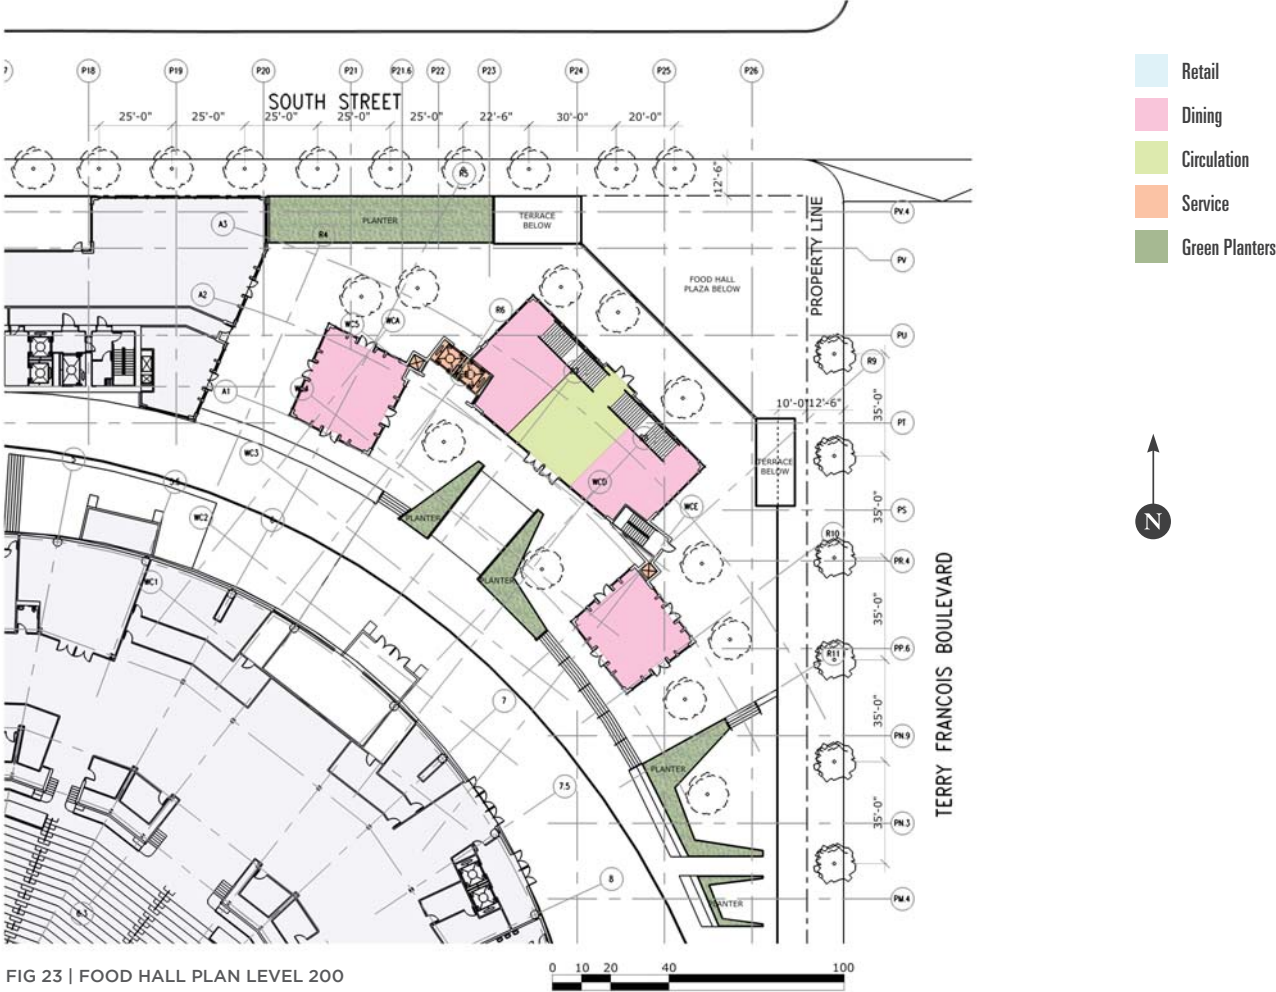 P18
P19
P20
P21
P21.6
P22
P23
P24
P25
P26
SOUTH STREET
25'-0"
25'-0"
25'-0"
25'-0"
25'-0"
22'-6"
30'-0"
20'-0"
12'-6"
Retail
Dining
Circulation
Service
Green Planters
R5
A3
PLANTER
R4
TERRACE
BELOW
PROPERTY LINE
PV.4
PV
FOOD HALL
PLAZA BELOW
A2
R6
WC5
WCA
PU
R9
A1
10'-0"
12'-6"
35'-0"
PT
WC3
TERRACE
BELOW
WCD
WCE
PS
35'-0"
N
WC2
PLANTER
R10
PR.4
PLANTER
WC1
35'-0"
PP.6
R11
TERRY FRANCOIS BOULEVARD
7
PN.9
35'-0"
PLANTER
7.5
PN.3
35'-0"
8
PM.4
6.3
FIG 23 | FOOD HALL PLAN LEVEL 200
0 10 20 40 100